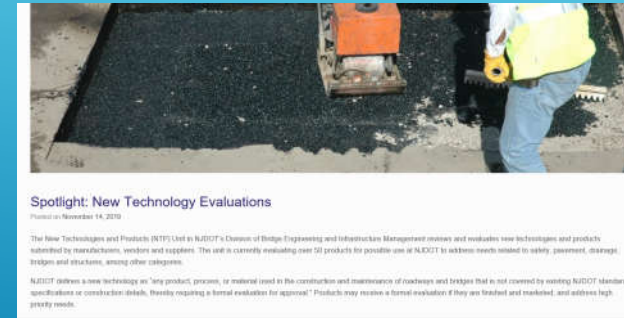 Spotlight: New Technology Evaluations
Posted on November 14, 2019
The New Technologies and Products (NTP) Unit in NJDOT's Division of Bridge Engineering and Infrastructure Management reviews and evaluates new technologies and products
submitted by manufacturers, vendors and suppliers. The unit is currently evaluating over 50 products for possible use at NJDOT to address needs related to safety, pavement, drainage,
bridges and structures, among other categories.
NJDOT defines a new technology as "any product, process, or material used in the construction and maintenance of roadways and bridges that is not covered by existing NJDOT standard
specifications or construction details, thereby requiring a formal evaluation for approval." Products may receive a formal evaluation if they are finished and marketed, and address high
priority needs.